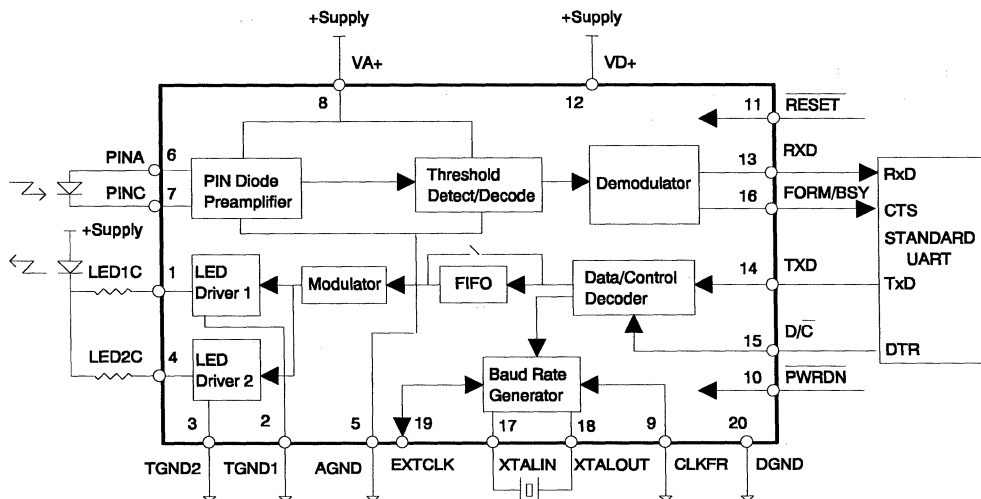 +Supply
+Supply
VA+
VD+
8
12
11
RESET
PINA
6
13
RXD
PIN Diode
Preamplifier
Threshold
Detect/Decode
Demodulator
RxD
PINC
7
16
FORM/BSY
CTS
STANDARD
UART
+Supply
LED1C
1
LED
Driver 1
Modulator
FIFO
Data/Control
Decoder
14
TXD
TxD
15
D/C
DTR
LED2C
4
LED
Driver 2
Baud Rate
Generator
10
PWRDN
3
2
5
19
17
18
9
20
TGND2
TGND1
AGND
EXTCLK
XTALIN
XTALOUT
CLKFR
DGND